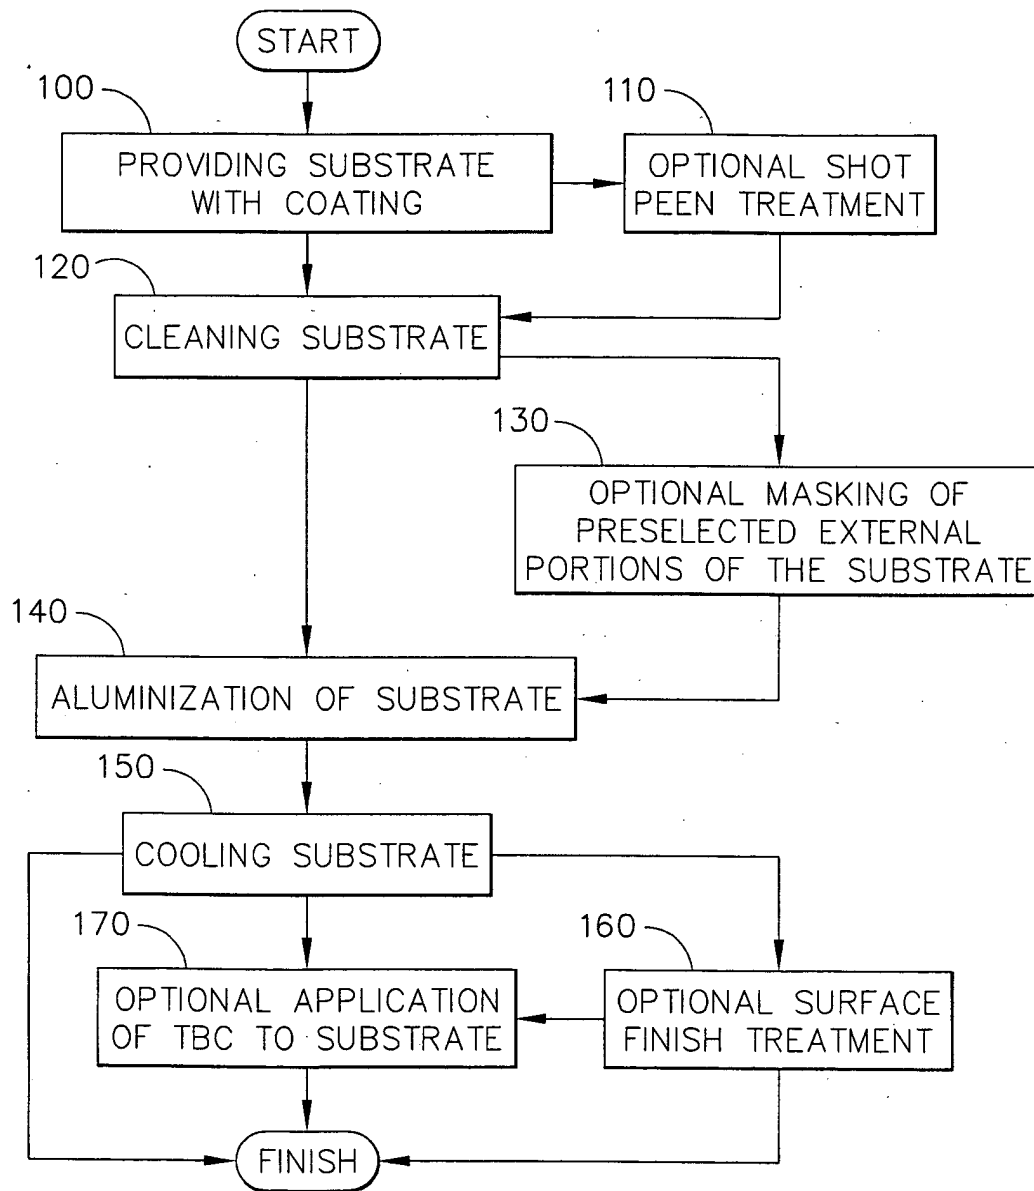 START
100
PROVIDING SUBSTRATE
WITH COATING
110
OPTIONAL SHOT
PEEN TREATMENT
120
CLEANING SUBSTRATE
130
OPTIONAL MASKING OF
PRESELECTED EXTERNAL
PORTIONS OF THE SUBSTRATE
140
ALUMINIZATION OF SUBSTRATE
150
COOLING SUBSTRATE
170
OPTIONAL APPLICATION
OF TBC TO SUBSTRATE
160
OPTIONAL SURFACE
FINISH TREATMENT
FINISH